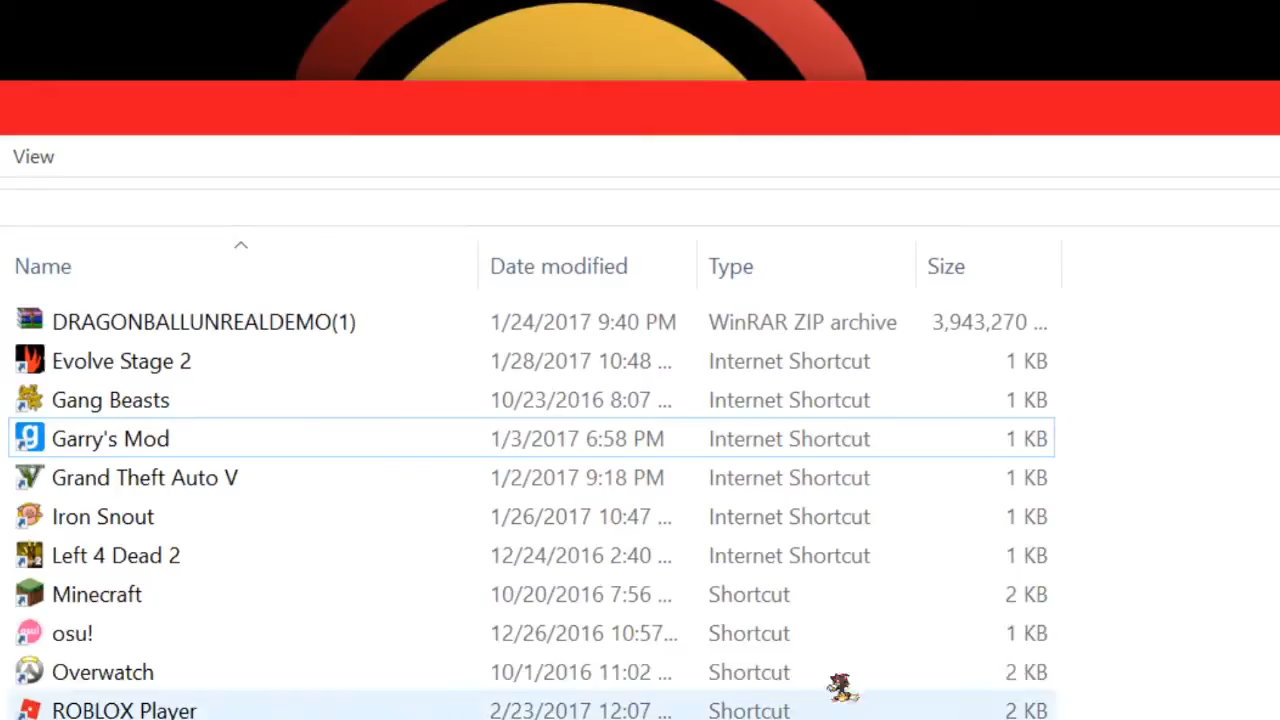 View
Name Date modified Type Size
DRAGONBALLUNREALDEMO(1) 1/24/2017 9:40 PM WinRAR ZIP archive 3,943,270 ...
Evolve Stage 2 1/28/2017 10:48 ... Internet Shortcut 1 KB
Gang Beasts 10/23/2016 8:07 ... Internet Shortcut 1 KB
Garry's Mod 1/3/2017 6:58 PM Internet Shortcut 1 KB
Grand Theft Auto V 1/2/2017 9:18 PM Internet Shortcut 1 KB
Iron Snout 1/26/2017 10:47 ... Internet Shortcut 1 KB
Left 4 Dead 2 12/24/2016 2:40 ... Internet Shortcut 1 KB
Minecraft 10/20/2016 7:56 ... Shortcut 2 KB
osu! 12/26/2016 10:57... Shortcut 1 KB
Overwatch 10/1/2016 11:02 ... Shortcut 2 KB
ROBLOX Player 2/23/2017 12:07 ... Shortcut 2 KB